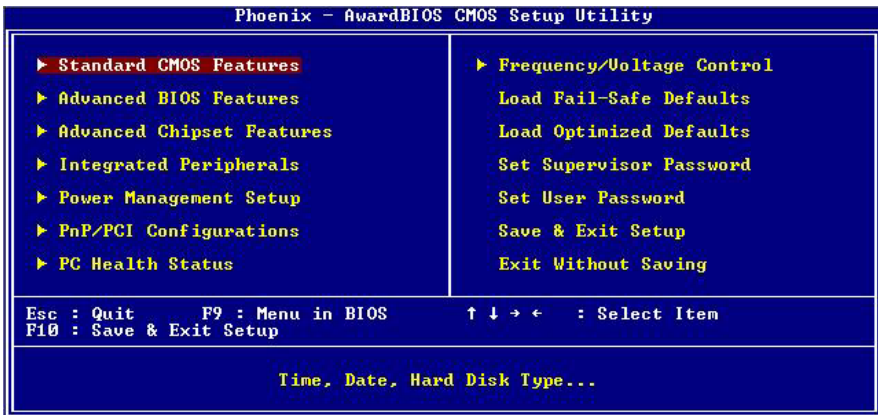 Phoenix - AwardBIOS CMOS Setup Utility
▶ Standard CMOS Features
▶ Advanced BIOS Features
▶ Advanced Chipset Features
▶ Integrated Peripherals
▶ Power Management Setup
▶ PnP/PCI Configurations
▶ PC Health Status
▶ Frequency/Voltage Control
Load Fail-Safe Defaults
Load Optimized Defaults
Set Supervisor Password
Set User Password
Save & Exit Setup
Exit Without Saving
Esc : Quit F9 : Menu in BIOS ↑ ↓ → ← : Select Item
F10 : Save & Exit Setup
Time, Date, Hard Disk Type...